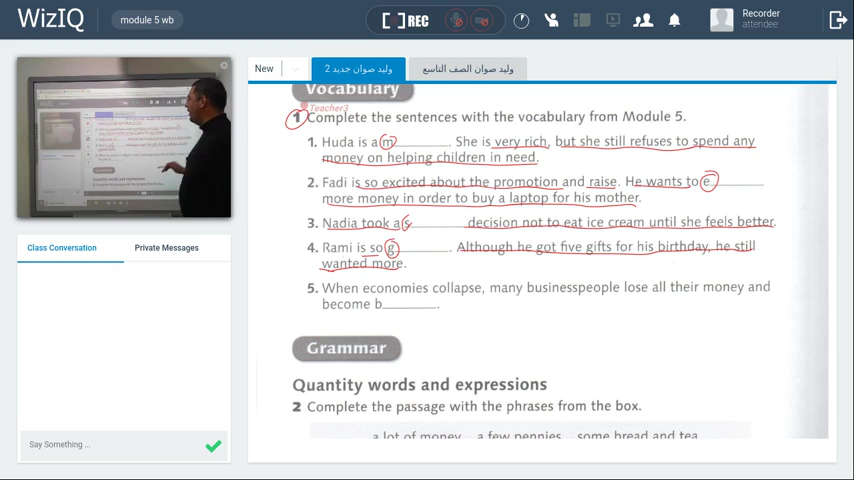 WizIQ
module 5 wb
REC
Recorder
attendee
New
وليد صوان جديد 2
وليد صوان الصف التاسع
Vocabulary
Teacher3
1 Complete the sentences with the vocabulary from Module 5.
1. Huda is a m________. She is very rich, but she still refuses to spend any
money on helping children in need.
2. Fadi is so excited about the promotion and raise. He wants to e________
more money in order to buy a laptop for his mother.
3. Nadia took a s________ decision not to eat ice cream until she feels better.
4. Rami is so g________. Although he got five gifts for his birthday, he still
wanted more.
5. When economies collapse, many businesspeople lose all their money and
become b________.
Grammar
Quantity words and expressions
2 Complete the passage with the phrases from the box.
a lot of money a few pennies some bread and tea
Class Conversation
Private Messages
Say Something ...